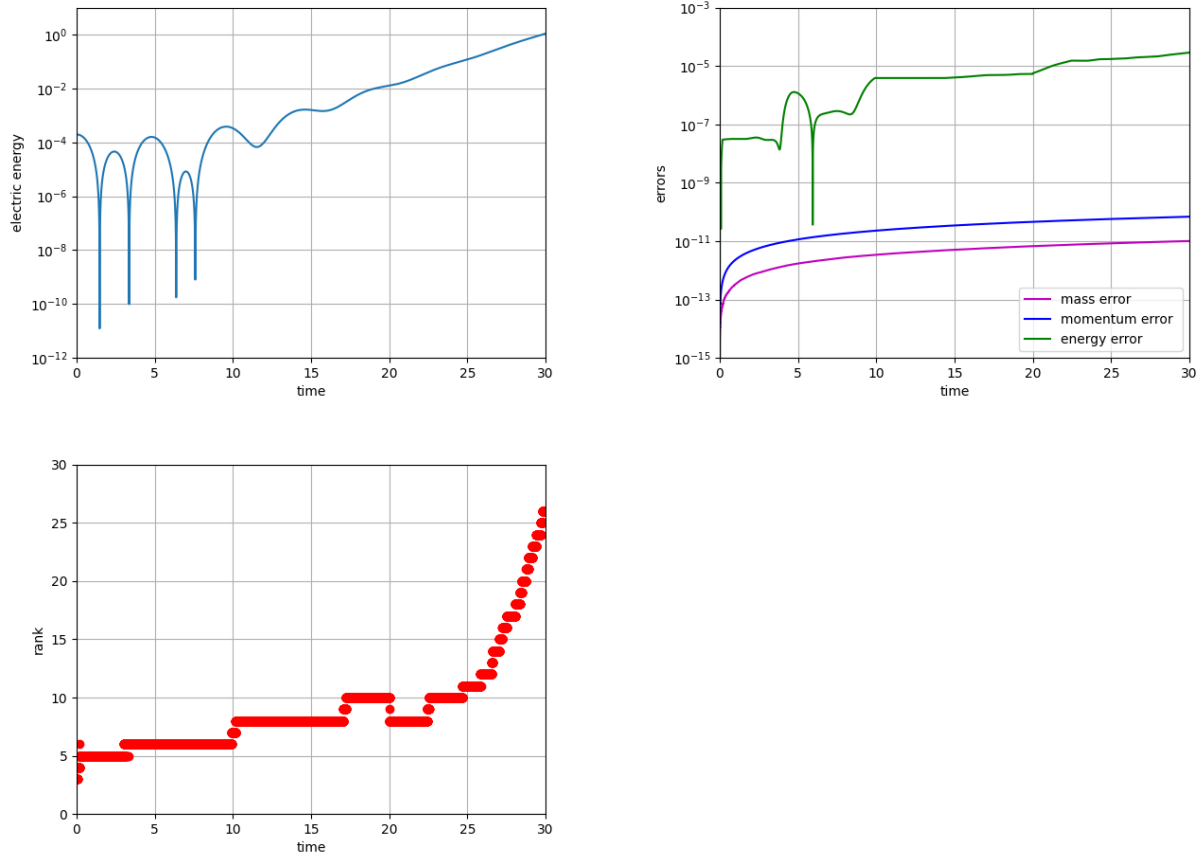 electric energy
10⁰
10⁻²
10⁻⁴
10⁻⁶
10⁻⁸
10⁻¹⁰
10⁻¹²
0 5 10 15 20 25 30
time
errors
10⁻³
10⁻⁵
10⁻⁷
10⁻⁹
10⁻¹¹
10⁻¹³
10⁻¹⁵
mass error
momentum error
energy error
0 5 10 15 20 25 30
time
rank
30
25
20
15
10
5
0
0 5 10 15 20 25 30
time